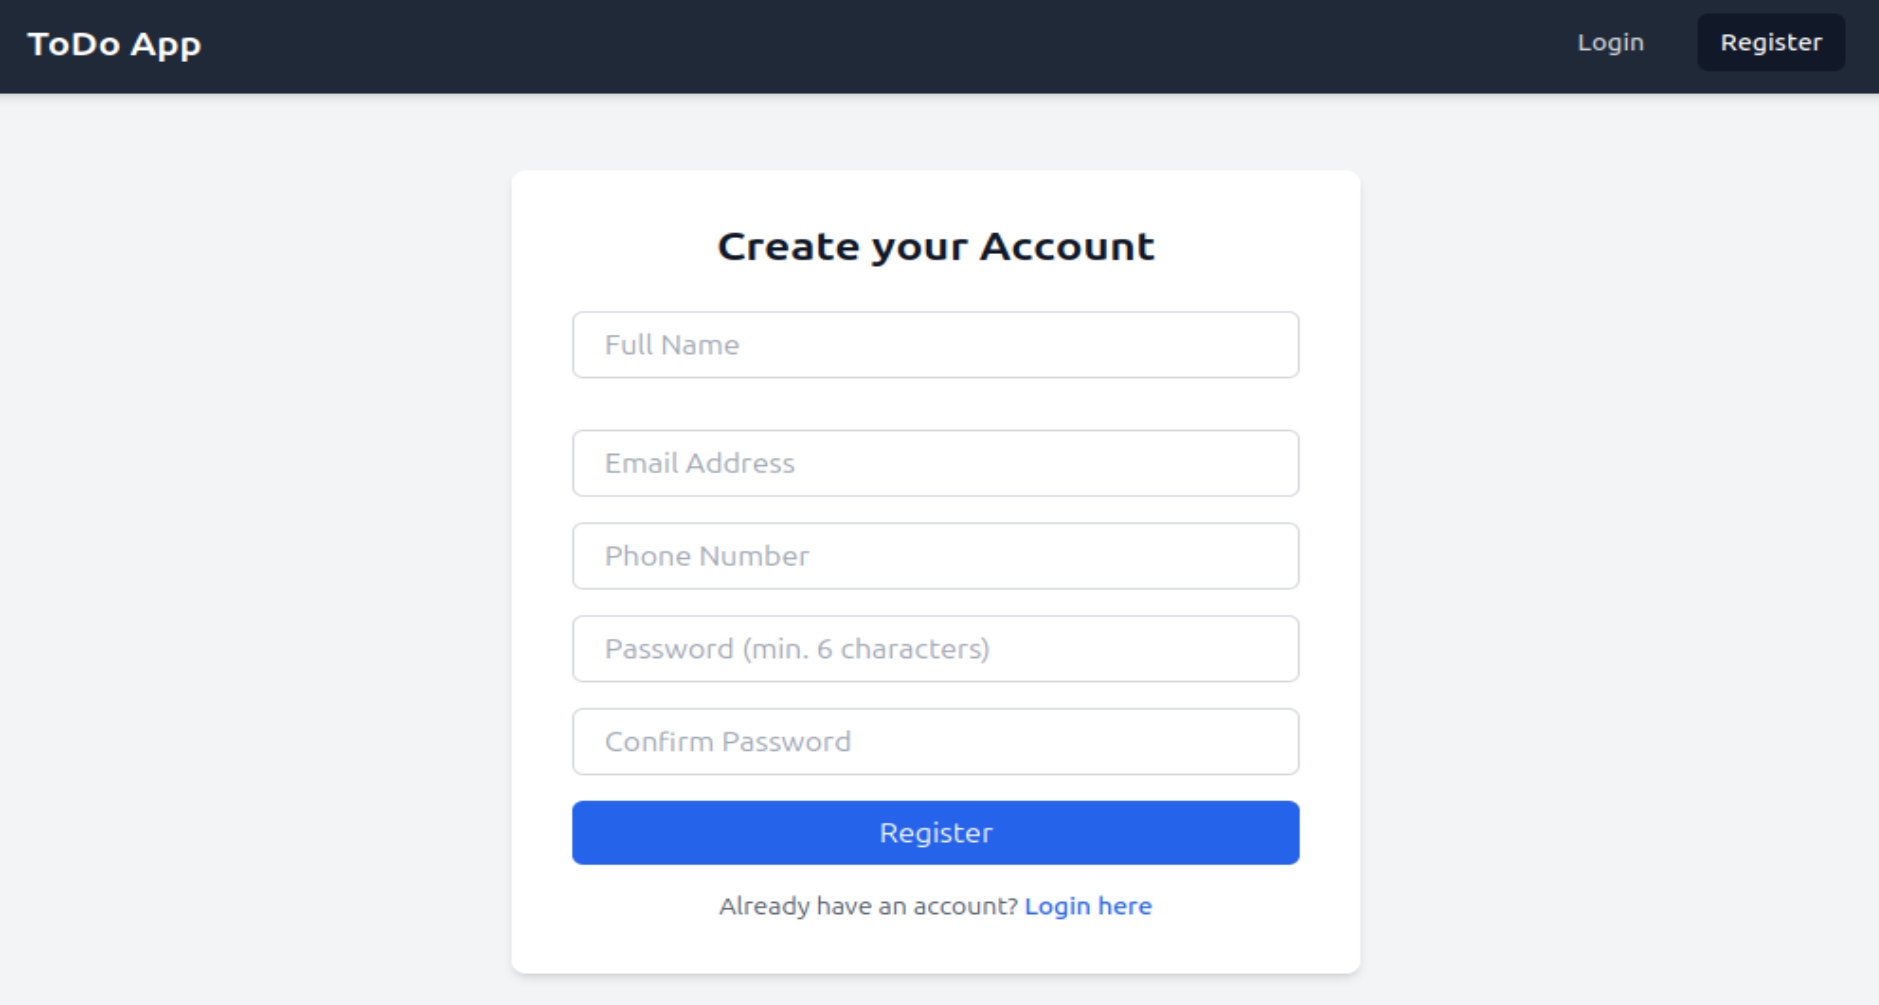 ToDo App
Login
Register
Create your Account
Full Name
Email Address
Phone Number
Password (min. 6 characters)
Confirm Password
Register
Already have an account? Login here